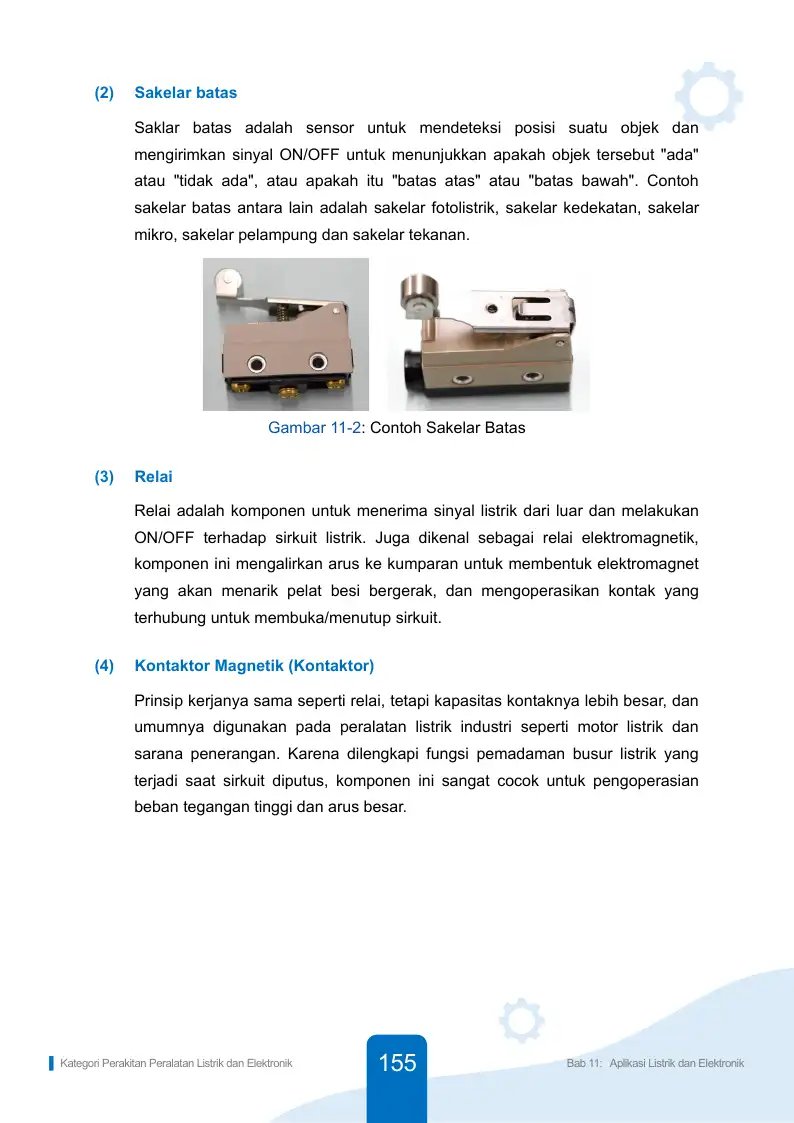 (2) Sakelar batas
Saklar batas adalah sensor untuk mendeteksi posisi suatu objek dan
mengirimkan sinyal ON/OFF untuk menunjukkan apakah objek tersebut "ada"
atau "tidak ada", atau apakah itu "batas atas" atau "batas bawah". Contoh
sakelar batas antara lain adalah sakelar fotolistrik, sakelar kedekatan, sakelar
mikro, sakelar pelampung dan sakelar tekanan.
Gambar 11-2: Contoh Sakelar Batas
(3) Relai
Relai adalah komponen untuk menerima sinyal listrik dari luar dan melakukan
ON/OFF terhadap sirkuit listrik. Juga dikenal sebagai relai elektromagnetik,
komponen ini mengalirkan arus ke kumparan untuk membentuk elektromagnet
yang akan menarik pelat besi bergerak, dan mengoperasikan kontak yang
terhubung untuk membuka/menutup sirkuit.
(4) Kontaktor Magnetik (Kontaktor)
Prinsip kerjanya sama seperti relai, tetapi kapasitas kontaknya lebih besar, dan
umumnya digunakan pada peralatan listrik industri seperti motor listrik dan
sarana penerangan. Karena dilengkapi fungsi pemadaman busur listrik yang
terjadi saat sirkuit diputus, komponen ini sangat cocok untuk pengoperasian
beban tegangan tinggi dan arus besar.
Kategori Perakitan Peralatan Listrik dan Elektronik
155
Bab 11: Aplikasi Listrik dan Elektronik